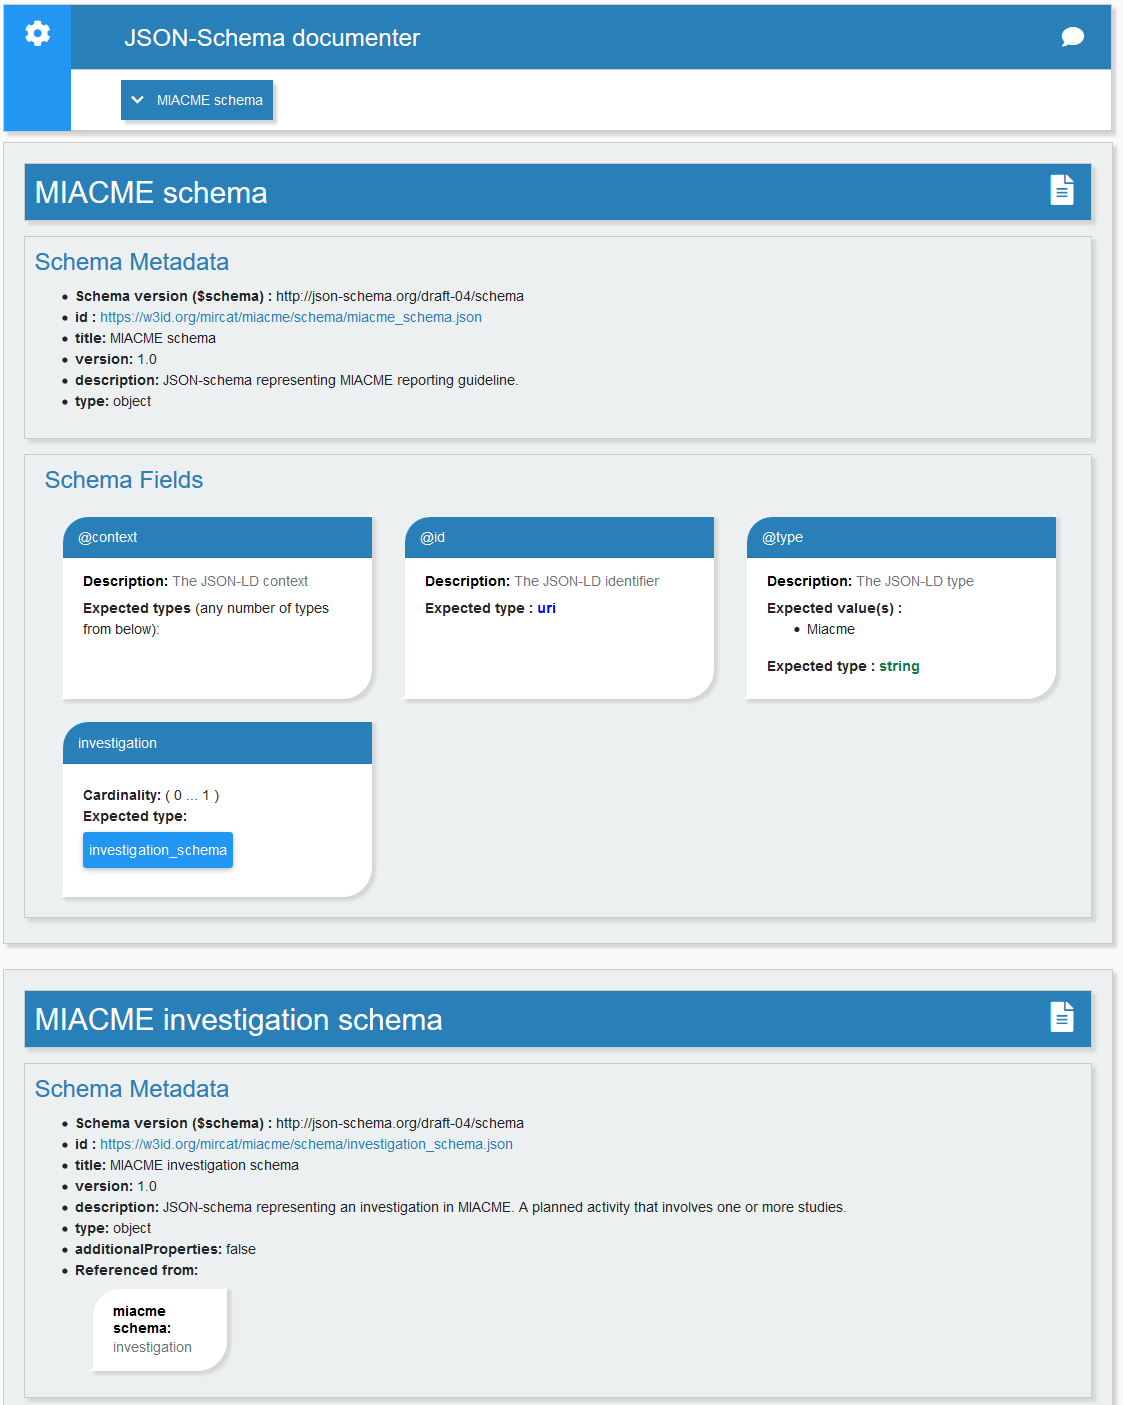 JSON-Schema documenter
MIACME schema
MIACME schema
Schema Metadata
Schema version ($schema) : http://json-schema.org/draft-04/schema
id : https://w3id.org/mircat/miacme/schema/miacme_schema.json
title: MIACME schema
version: 1.0
description: JSON-schema representing MIACME reporting guideline.
type: object
Schema Fields
@context
Description: The JSON-LD context
Expected types (any number of types
from below):
@id
Description: The JSON-LD identifier
Expected type : uri
@type
Description: The JSON-LD type
Expected value(s) :
Miacme
Expected type : string
investigation
Cardinality: ( 0 ... 1 )
Expected type:
investigation_schema
MIACME investigation schema
Schema Metadata
Schema version ($schema) : http://json-schema.org/draft-04/schema
id : https://w3id.org/mircat/miacme/schema/investigation_schema.json
title: MIACME investigation schema
version: 1.0
description: JSON-schema representing an investigation in MIACME. A planned activity that involves one or more studies.
type: object
additionalProperties: false
Referenced from:
miacme
schema:
investigation